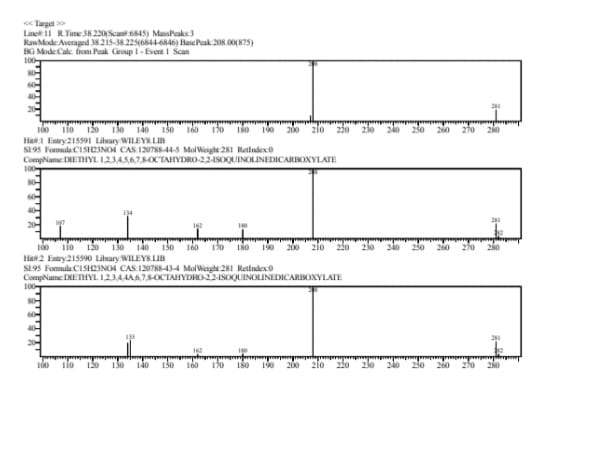 << Target >>
Line#:11 R.Time:38.220(Scan#:6845) MassPeaks:3
RawMode:Averaged 38.215-38.225(6844-6846) BasePeak:208.00(875)
BG Mode:Calc. from Peak Group 1 - Event 1 Scan
100
80
60
40
20
208
281
100 110 120 130 140 150 160 170 180 190 200 210 220 230 240 250 260 270 280
Hit#:1 Entry:215591 Library:WILEY8.LIB
SI:95 Formula:C15H23NO4 CAS:120788-44-5 MolWeight:281 RetIndex:0
CompName:DIETHYL 1,2,3,4,5,6,7,8-OCTAHYDRO-2,2-ISOQUINOLINEDICARBOXYLATE
100
80
60
40
20
107
134
162
180
208
281
282
100 110 120 130 140 150 160 170 180 190 200 210 220 230 240 250 260 270 280
Hit#:2 Entry:215590 Library:WILEY8.LIB
SI:95 Formula:C15H23NO4 CAS:120788-43-4 MolWeight:281 RetIndex:0
CompName:DIETHYL 1,2,3,4,4A,6,7,8-OCTAHYDRO-2,2-ISOQUINOLINEDICARBOXYLATE
100
80
60
40
20
135
162
180
208
281
282
100 110 120 130 140 150 160 170 180 190 200 210 220 230 240 250 260 270 280